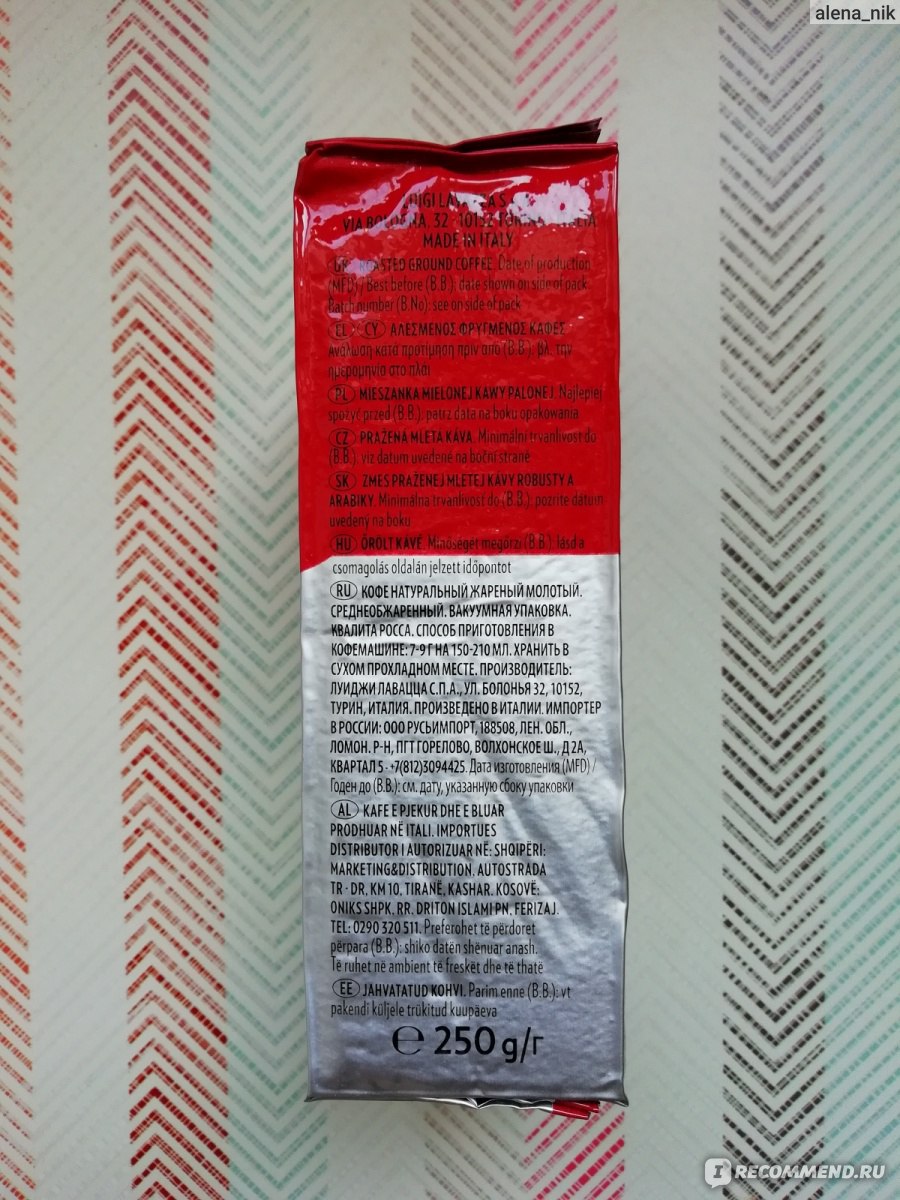 alena_nik
VIA BOLOGNA, 32 - 10152
MADE IN ITALY
ROASTED GROUND COFFEE. Date of production
(MFD) / Best before (B.B.): date shown on side of pack.
Batch number (B.No): see on side of pack
EL CY ΑΛΕΣΜΕΝΟΣ ΦΡΥΓΜΕΝΟΣ ΚΑΦΕΣ
Ανάλωση κατά προτίμηση πριν από (B.B.): βλ. την
ημερομηνία στο πλάι
PL MIESZANKA MIELONEJ KAWY PALONEJ. Najlepiej
spożyć przed (B.B.): patrz data na boku opakowania
CZ PRAŽENÁ MLETÁ KÁVA. Minimální trvanlivost do
(B.B.): viz datum uvedené na boční straně
SK ZMES PRAŽENEJ MLETEJ KÁVY ROBUSTY A
ARABIKY. Minimálna trvanlivosť do (B.B.): pozrite dátum
uvedený na boku
HU ŐRÖLT KÁVÉ. Minőségét megőrzi (B.B.): lásd a
csomagolás oldalán jelzett időpontot
RU КОФЕ НАТУРАЛЬНЫЙ ЖАРЕНЫЙ МОЛОТЫЙ.
СРЕДНЕОБЖАРЕННЫЙ. ВАКУУМНАЯ УПАКОВКА.
КВАЛИТА РОССА. СПОСОБ ПРИГОТОВЛЕНИЯ В
КОФЕМАШИНЕ: 7-9 Г НА 150-210 МЛ. ХРАНИТЬ В
СУХОМ ПРОХЛАДНОМ МЕСТЕ. ПРОИЗВОДИТЕЛЬ:
ЛУИДЖИ ЛАВАЦЦА С.П.А., УЛ. БОЛОНЬЯ 32, 10152,
ТУРИН, ИТАЛИЯ. ПРОИЗВЕДЕНО В ИТАЛИИ. ИМПОРТЕР
В РОССИИ: ООО РУСЬИМПОРТ, 188508, ЛЕН. ОБЛ.,
ЛОМОН. Р-Н, ПГТ ГОРЕЛОВО, ВОЛХОНСКОЕ Ш., Д 2А,
КВАРТАЛ 5 - +7(812)3094425. Дата изготовления (MFD) /
Годен до (B.B.): см. дату, указанную сбоку упаковки
AL KAFE E PJEKUR DHE E BLUAR
PRODHUAR NË ITALI. IMPORTUES
DISTRIBUTOR I AUTORIZUAR NË: SHQIPËRI:
MARKETING&DISTRIBUTION. AUTOSTRADA
TR - DR, KM 10, TIRANË, KASHAR. KOSOVË:
ONIKS SHPK. RR. DRITON ISLAMI PN. FERIZAJ.
TEL: 0290 320 511. Preferohet të përdoret
përpara (B.B.): shiko datën shënuar anash.
Të ruhet në ambient të freskët dhe të thatë
EE JAHVATATUD KOHVI. Parim enne (B.B.): vt
pakendi küljele trükitud kuupäeva
℮ 250 g/г
IRECOMMEND.RU